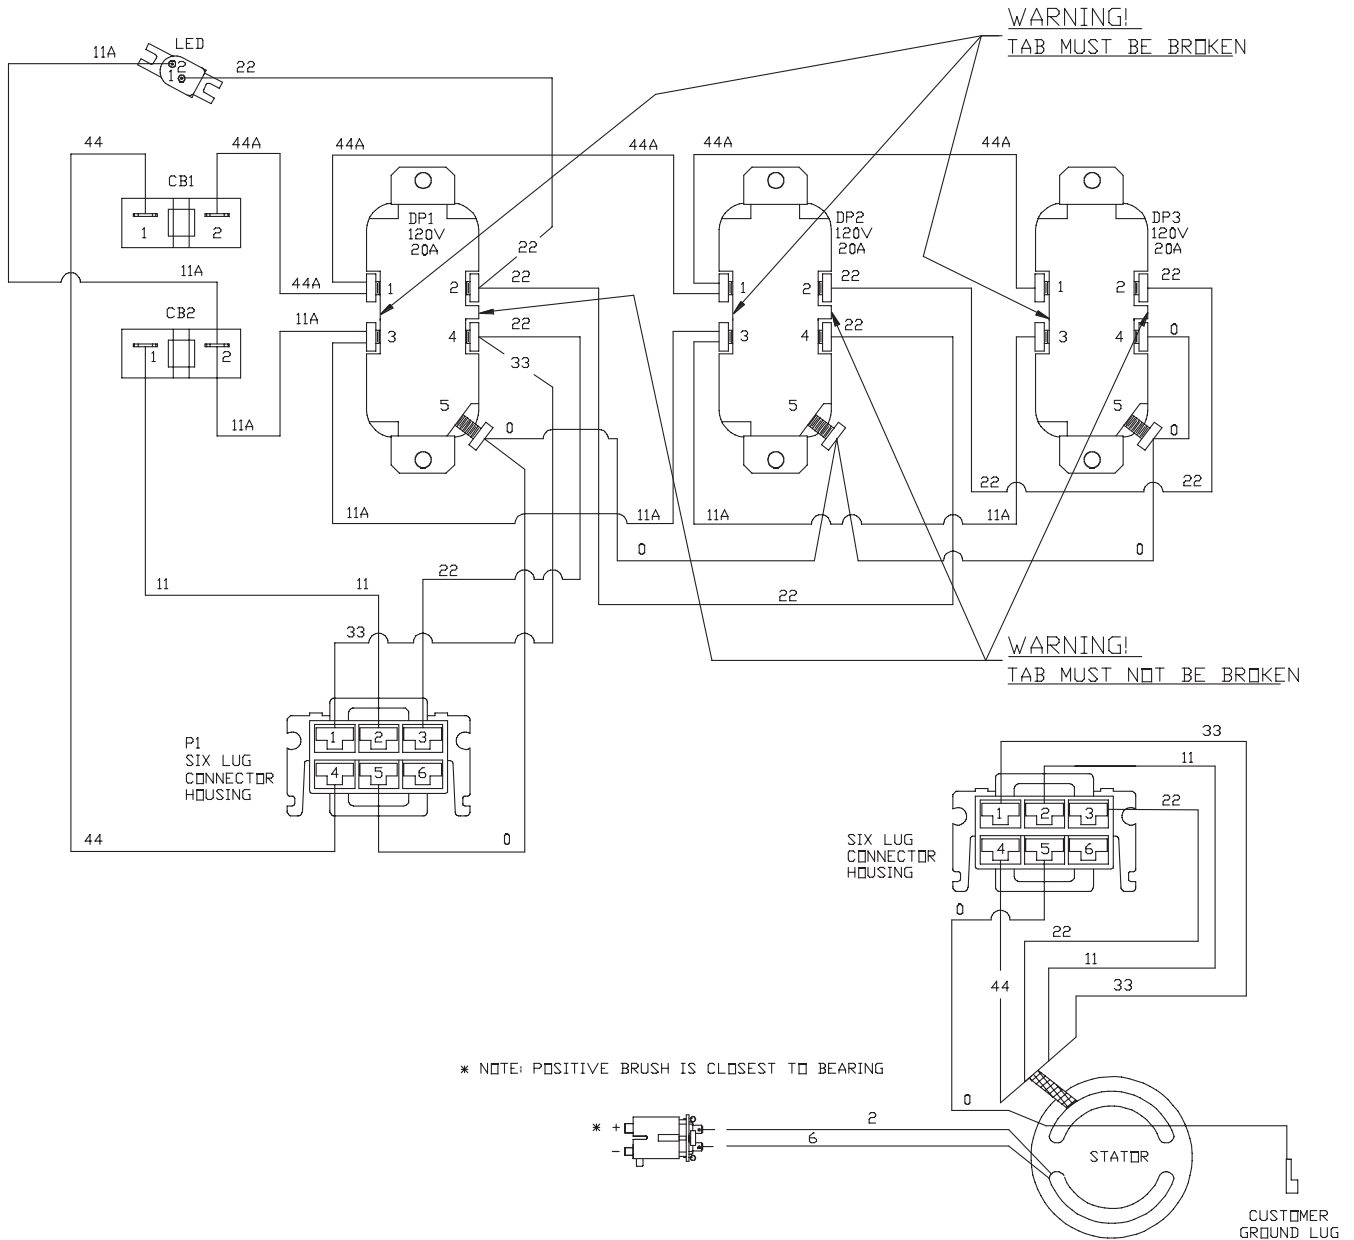 WARNING!
TAB MUST BE BROKEN
LED
11A
2
1
22
44
44A
44A
44A
44A
44A
CB1
1
2
DP1
120V
20A
DP2
120V
20A
DP3
120V
20A
22
11A
44A
1
2
22
1
2
22
1
2
22
CB2
1
2
11A
3
4
22
3
4
22
3
4
0
33
11A
5
0
5
5
0
22
22
11A
11A
11A
11A
0
0
11
11
22
22
33
WARNING!
TAB MUST NOT BE BROKEN
P1
SIX LUG
CONNECTOR
HOUSING
1
2
3
4
5
6
44
0
33
11
22
SIX LUG
CONNECTOR
HOUSING
1
2
3
4
5
6
0
22
11
44
33
* NOTE: POSITIVE BRUSH IS CLOSEST TO BEARING
0
* +
-
2
6
STATOR
CUSTOMER
GROUND LUG